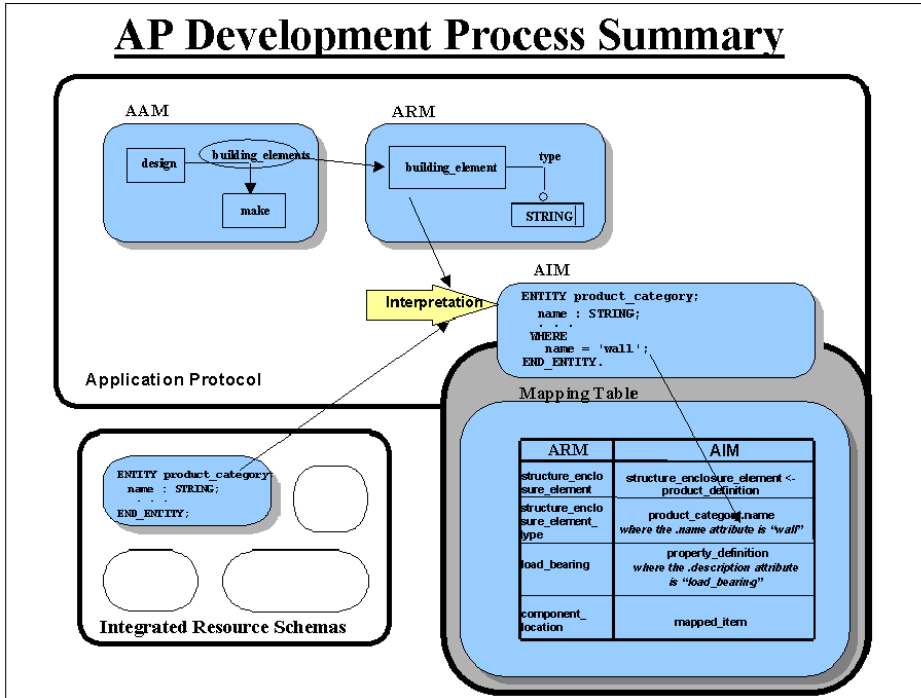 AP Development Process Summary
AAM
design
building_elements
make
ARM
building_element
type
STRING
Interpretation
AIM
ENTITY product_category;
name : STRING;
. . .
WHERE
name = 'wall';
END_ENTITY.
Application Protocol
Mapping Table
ARM
AIM
structure_enclo
sure_element
structure_enclosure_element <-
product_definition
structure_enclo
sure_element_
type
product_category.name
where the .name attribute is “wall”
load_bearing
property_definition
where the .description attribute
is “load_bearing”
component_
location
mapped_item
ENTITY product_category;
name : STRING;
. . .
END_ENTITY;
Integrated Resource Schemas